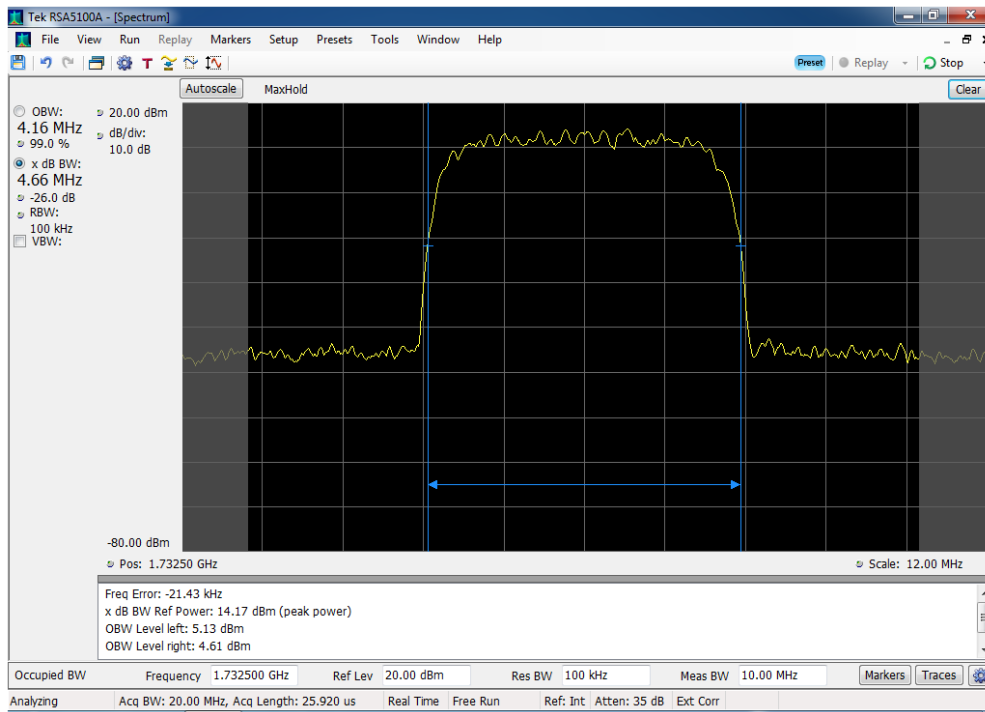 Tek RSA5100A - [Spectrum]
File View Run Replay Markers Setup Presets Tools Window Help
Preset Replay Stop
Autoscale MaxHold Clear
OBW:
4.16 MHz
99.0 %
x dB BW:
4.66 MHz
-26.0 dB
RBW:
100 kHz
VBW:
20.00 dBm
dB/div:
10.0 dB
-80.00 dBm
Pos: 1.73250 GHz Scale: 12.00 MHz
Freq Error: -21.43 kHz
x dB BW Ref Power: 14.17 dBm (peak power)
OBW Level left: 5.13 dBm
OBW Level right: 4.61 dBm
Occupied BW Frequency 1.732500 GHz Ref Lev 20.00 dBm Res BW 100 kHz Meas BW 10.00 MHz Markers Traces
Analyzing Acq BW: 20.00 MHz, Acq Length: 25.920 us Real Time Free Run Ref: Int Atten: 35 dB Ext Corr